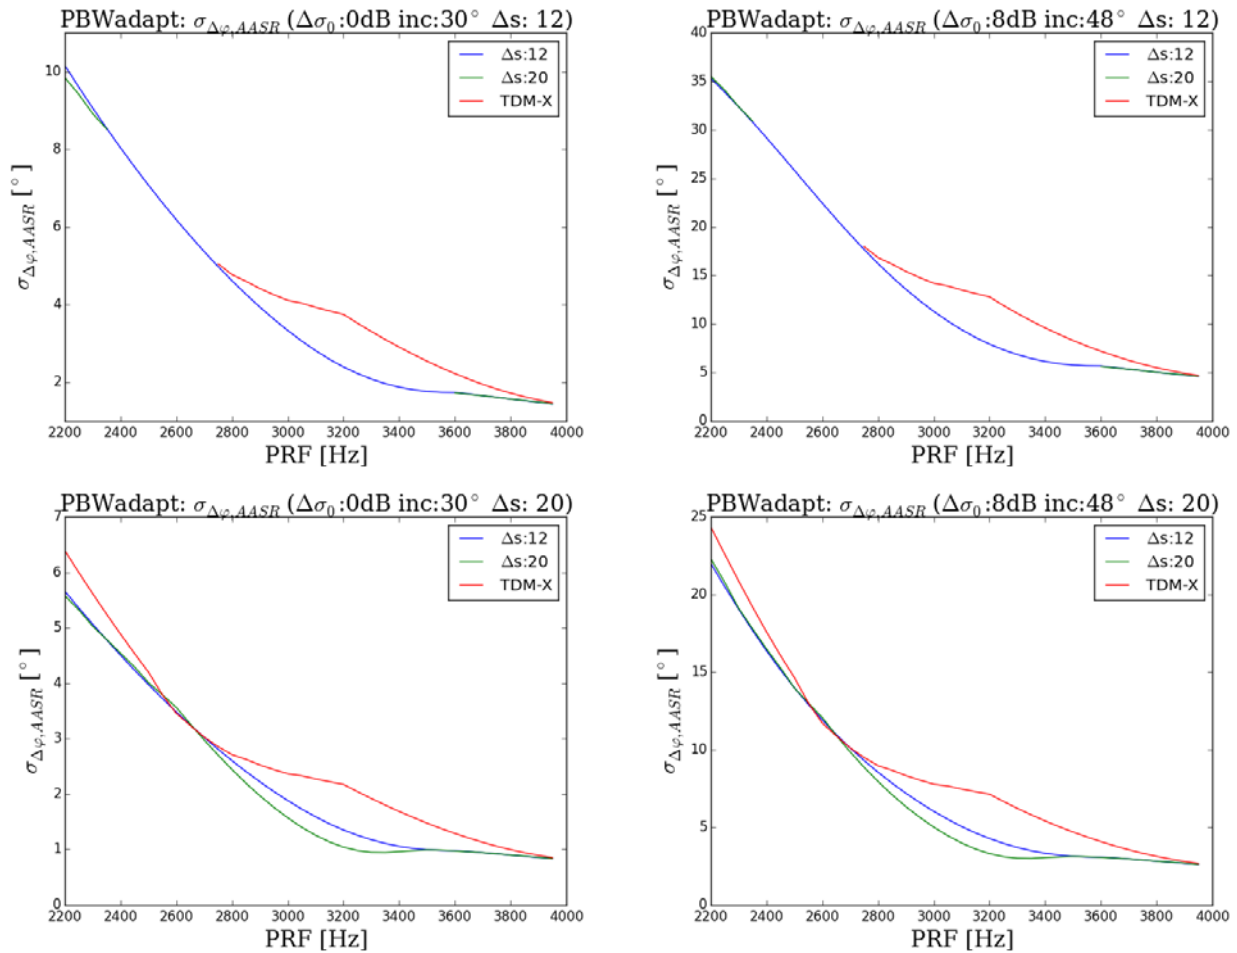 PBWadapt: σΔφ,AASR (Δσ0:0dB inc:30° Δs: 12)
10
8
6
4
2
σΔφ,AASR [°]
Δs:12
Δs:20
TDM-X
2200 2400 2600 2800 3000 3200 3400 3600 3800 4000
PRF [Hz]
PBWadapt: σΔφ,AASR (Δσ0:8dB inc:48° Δs: 12)
40
35
30
25
20
15
10
5
0
σΔφ,AASR [°]
Δs:12
Δs:20
TDM-X
2200 2400 2600 2800 3000 3200 3400 3600 3800 4000
PRF [Hz]
PBWadapt: σΔφ,AASR (Δσ0:0dB inc:30° Δs: 20)
7
6
5
4
3
2
1
0
σΔφ,AASR [°]
Δs:12
Δs:20
TDM-X
2200 2400 2600 2800 3000 3200 3400 3600 3800 4000
PRF [Hz]
PBWadapt: σΔφ,AASR (Δσ0:8dB inc:48° Δs: 20)
25
20
15
10
5
0
σΔφ,AASR [°]
Δs:12
Δs:20
TDM-X
2200 2400 2600 2800 3000 3200 3400 3600 3800 4000
PRF [Hz]